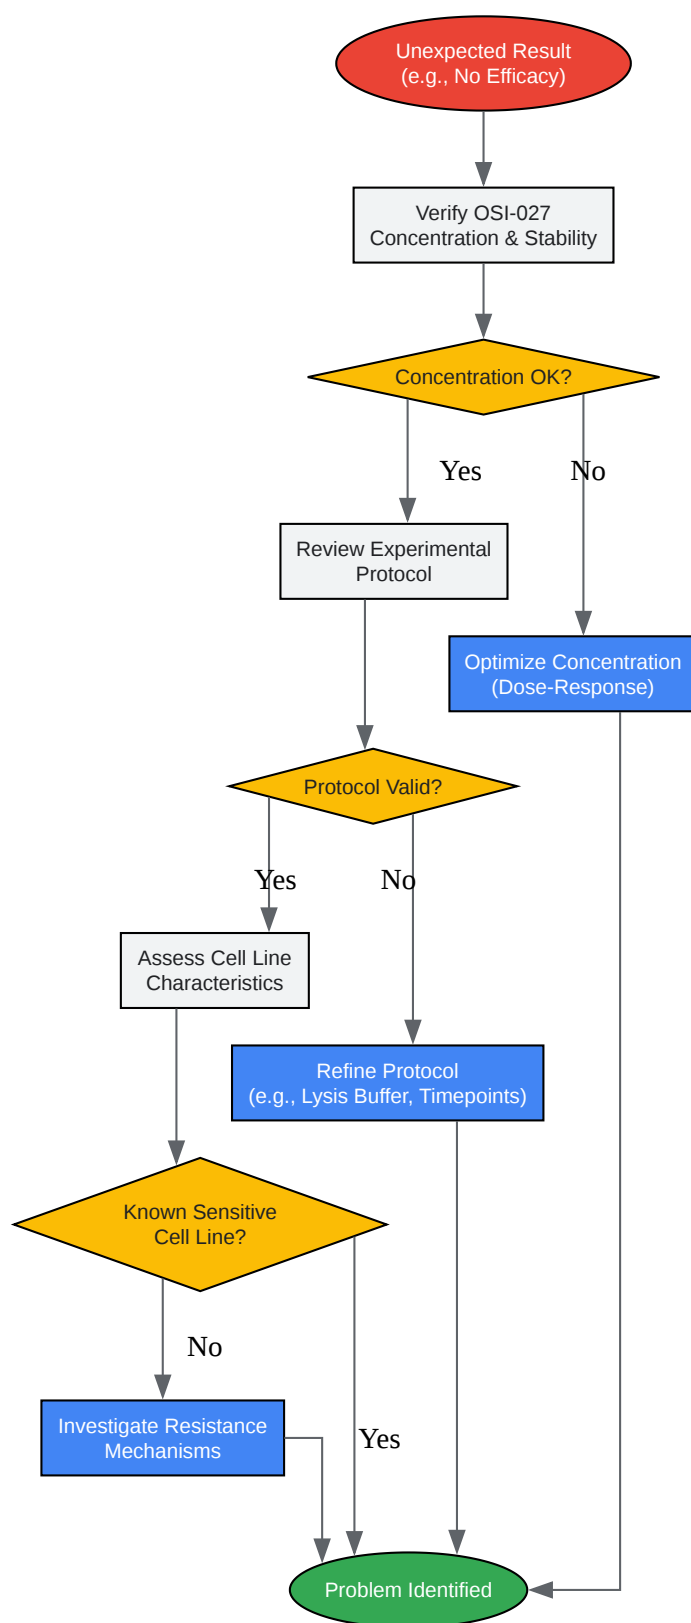 Unexpected Result
(e.g., No Efficacy)
Verify OSI-027
Concentration & Stability
Concentration OK?
Yes
No
Review Experimental
Protocol
Optimize Concentration
(Dose-Response)
Protocol Valid?
Yes
No
Assess Cell Line
Characteristics
Refine Protocol
(e.g., Lysis Buffer, Timepoints)
Known Sensitive
Cell Line?
No
Investigate Resistance
Mechanisms
Yes
Problem Identified